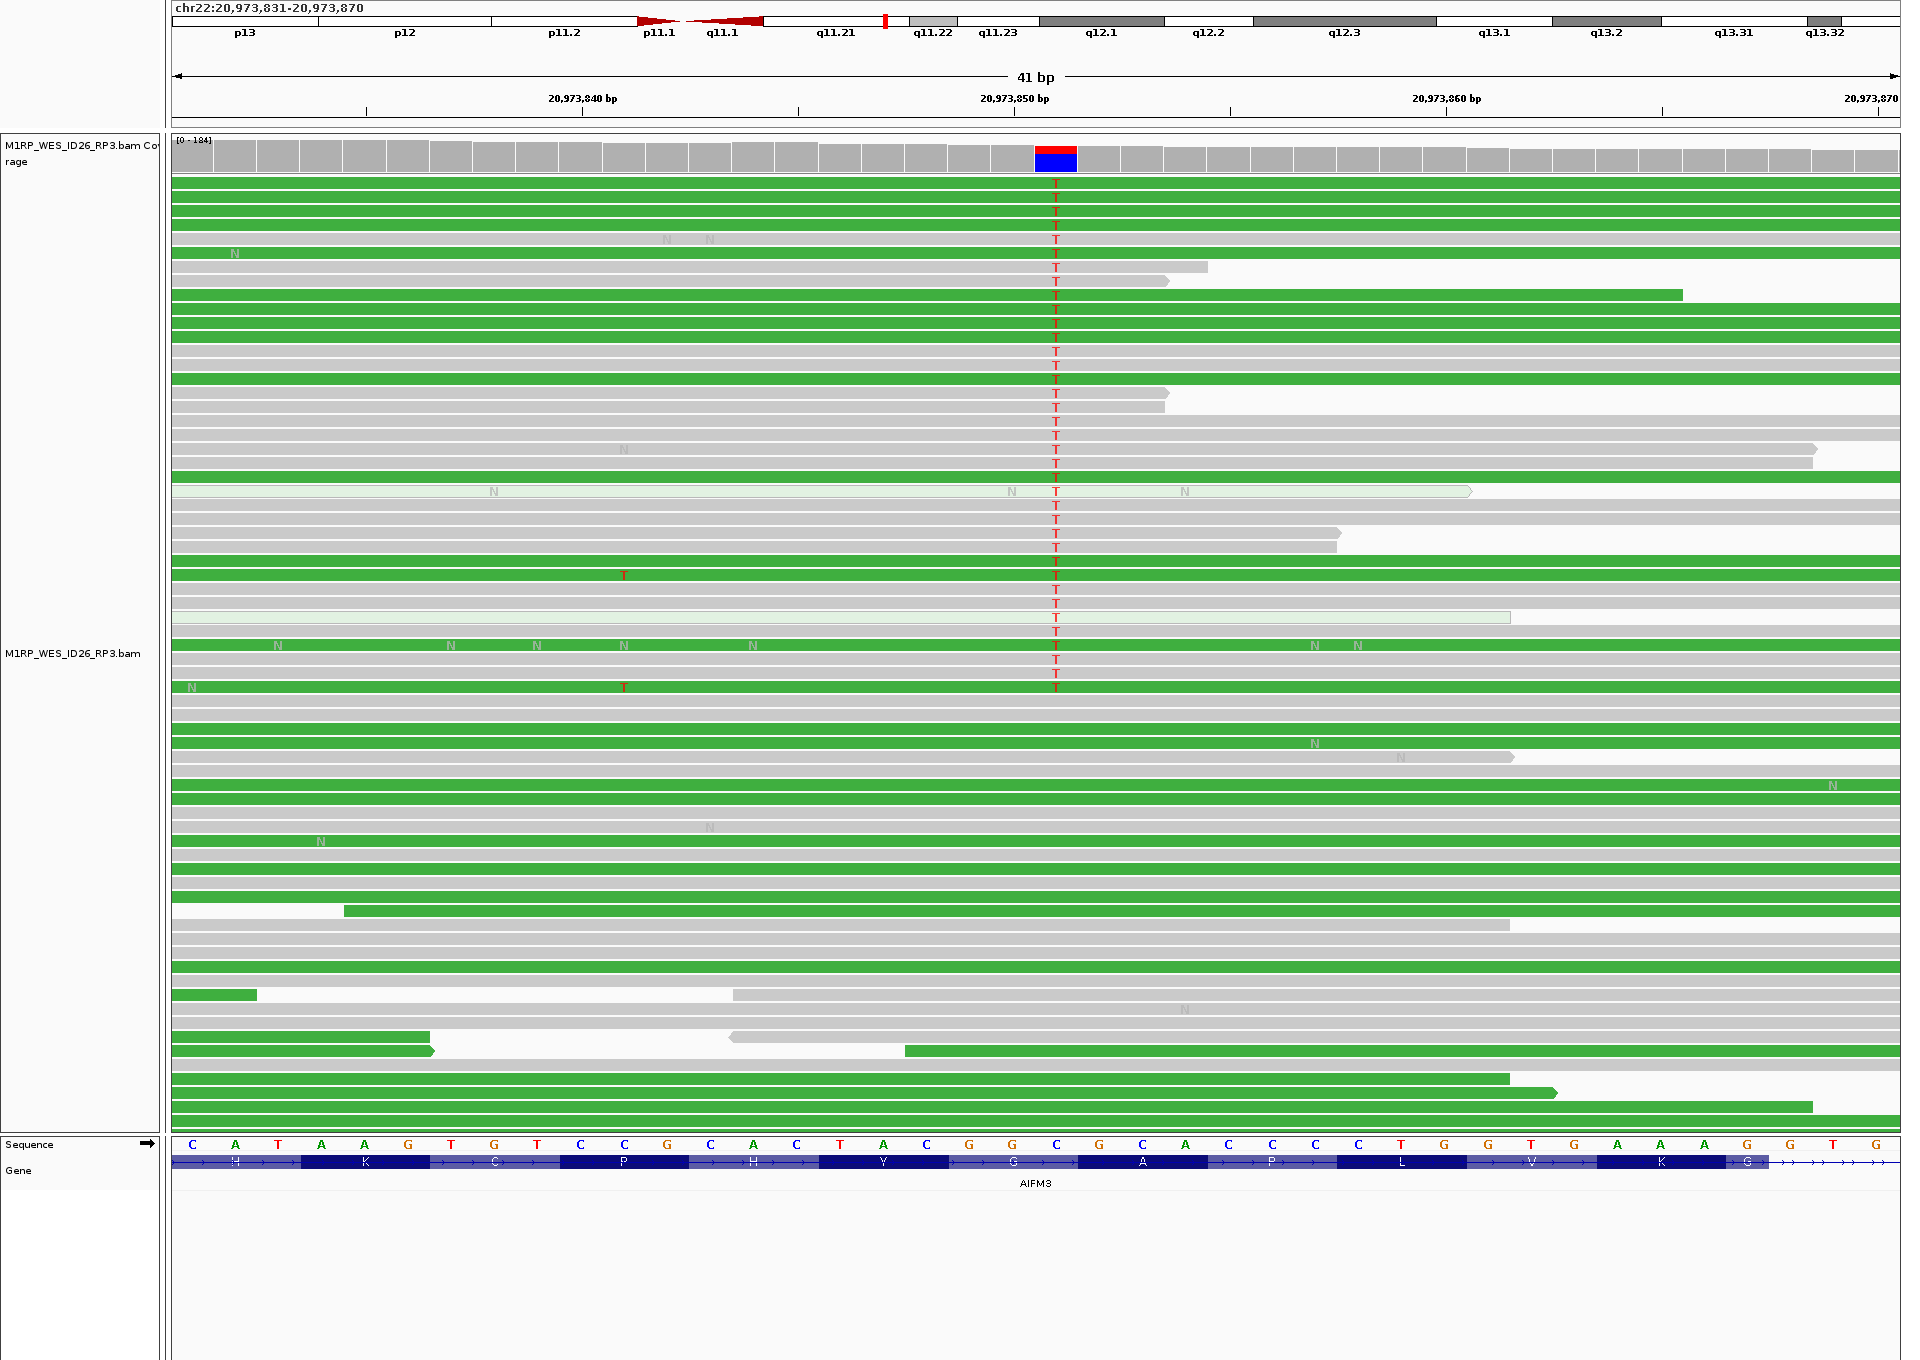 chr22:20,973,831-20,973,870
p13 p12 p11.2 p11.1 q11.1 q11.21 q11.22 q11.23 q12.1 q12.2 q12.3 q13.1 q13.2 q13.31 q13.32
41 bp
20,973,840 bp 20,973,850 bp 20,973,860 bp 20,973,870
M1RP_WES_ID26_RP3.bam Co
rage
[0 - 184]
T
T
T
T
N N T
N T
T
T
T
T
T
T
T
T
T
T
T
T
T
N T
T
T
N N T N
T
T
T
T
T
T T
T
T
T
T
N N N N N T N N
M1RP_WES_ID26_RP3.bam T
T
N T T
N
N
N
N
N
N
Sequence C A T A A G T G T C C G C A C T A C G G C G C A C C C C T G G T G A A A G G T G
Gene H K C P H Y G A P L V K G
AIFM3